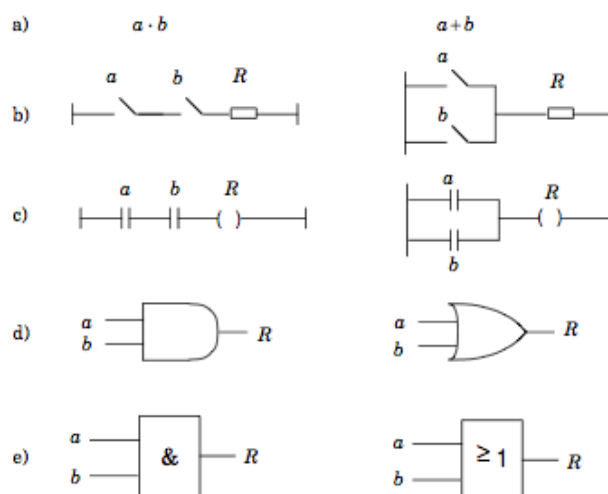 a) a · b a + b
a b R a
b) R
b
a b R a R
c) ( ) ( )
b
d) a R a R
b b
e) a & R a ≥ 1 R
b b